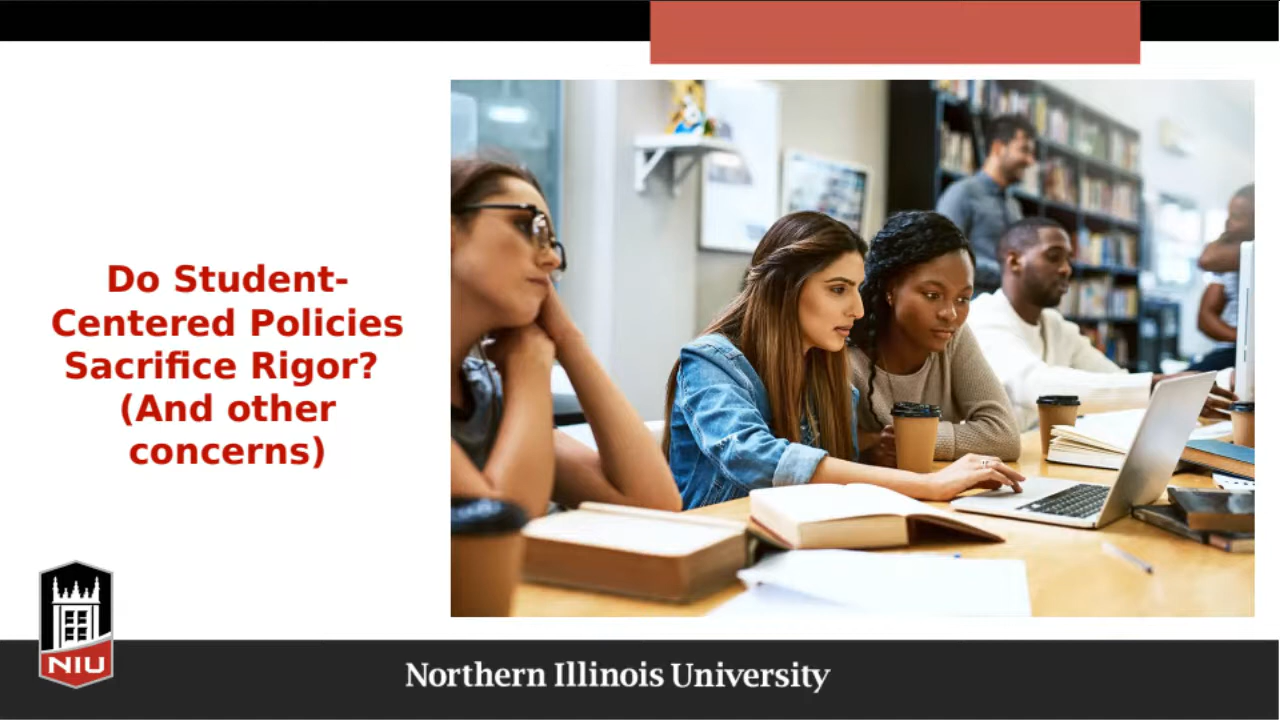 Do Student-
Centered Policies
Sacrifice Rigor?
(And other
concerns)
NIU
Northern Illinois University